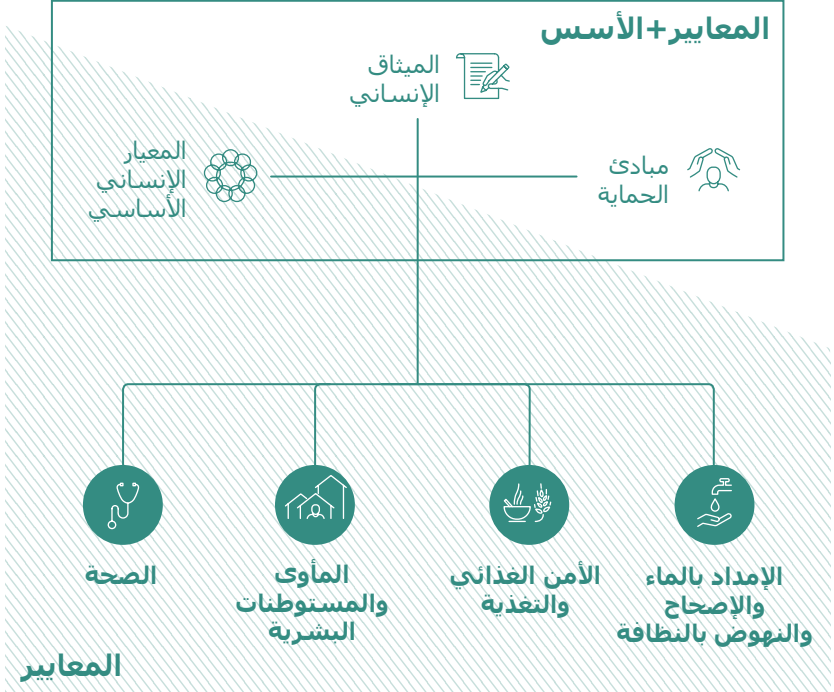 المعايير+الأسس
الميثاق
الإنساني
مبادئ
الحماية
المعيار
الإنساني
الأساسي
الإمداد بالماء
والإصحاح
والنهوض بالنظافة
الأمن الغذائي
والتغذية
المأوى
والمستوطنات
البشرية
الصحة
المعايير